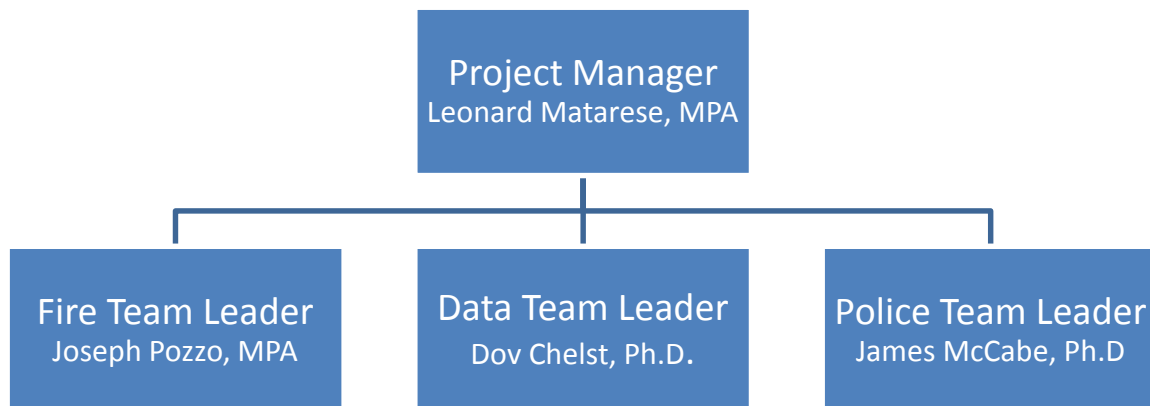 Project Manager
Leonard Matarese, MPA
Fire Team Leader
Joseph Pozzo, MPA
Data Team Leader
Dov Chelst, Ph.D.
Police Team Leader
James McCabe, Ph.D